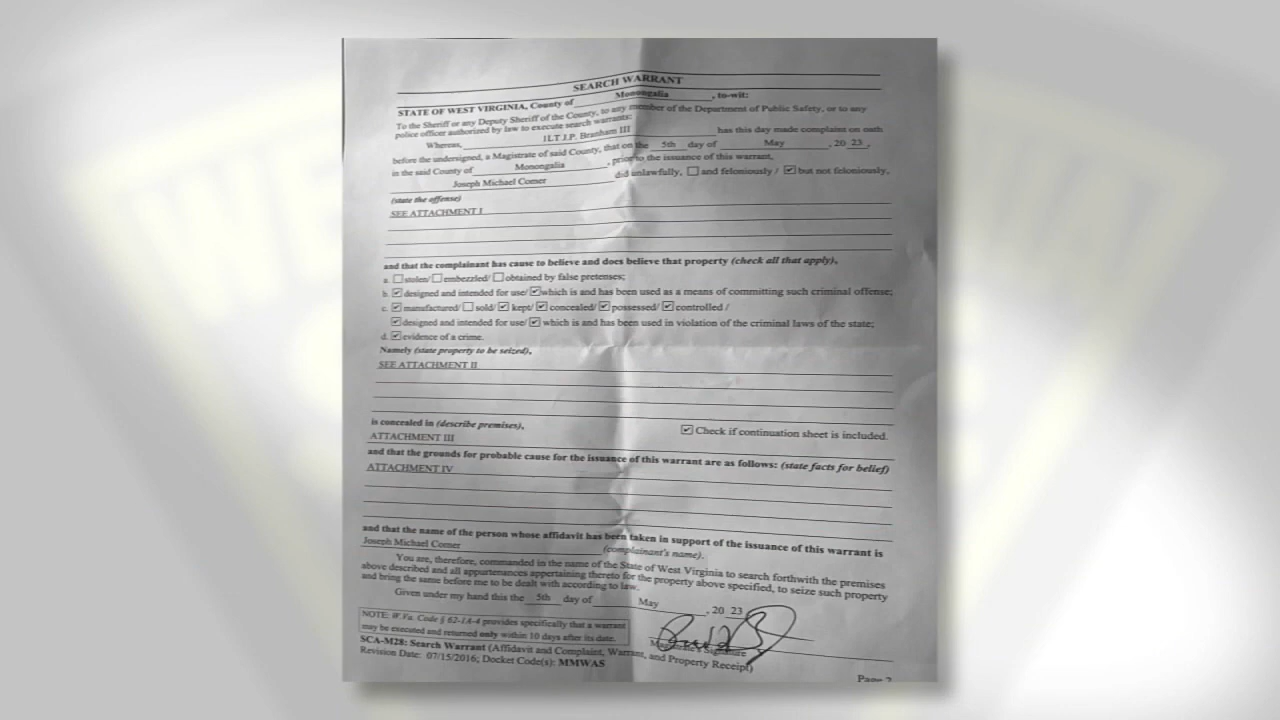 SEARCH WARRANT
STATE OF WEST VIRGINIA, County of Monongalia, to-wit:
To the Sheriff or any Deputy Sheriff of the County, to any member of the Department of Public Safety, or to any
police officer authorized by law to execute search warrants:
Whereas, 1LT J.P. Branham III has this day made complaint on oath
before the undersigned, a Magistrate of said County, that on the 5th day of May, 20 23,
in the said County of Monongalia, prior to the issuance of this warrant,
Joseph Michael Comer did unlawfully, ☐ and feloniously / ☑ but not feloniously,
(state the offense)
SEE ATTACHMENT I
and that the complainant has cause to believe and does believe that property (check all that apply),
a. ☐ stolen/ ☐ embezzled/ ☐ obtained by false pretenses;
b. ☑ designed and intended for use/ ☑ which is and has been used as a means of committing such criminal offense;
c. ☑ manufactured/ ☐ sold/ ☑ kept/ ☑ concealed/ ☑ possessed/ ☑ controlled /
☑ designed and intended for use/ ☑ which is and has been used in violation of the criminal laws of the state;
d. ☑ evidence of a crime.
Namely (state property to be seized),
SEE ATTACHMENT II
is concealed in (describe premises),
☑ Check if continuation sheet is included.
ATTACHMENT III
and that the grounds for probable cause for the issuance of this warrant are as follows: (state facts for belief)
ATTACHMENT IV
and that the name of the person whose affidavit has been taken in support of the issuance of this warrant is
Joseph Michael Comer (complainant's name).
You are, therefore, commanded in the name of the State of West Virginia to search forthwith the premises
above described and all appurtenances appertaining thereto for the property above specified, to seize such property
and bring the same before me to be dealt with according to law.
Given under my hand this the 5th day of May, 20 23
NOTE: W.Va. Code § 62-1A-4 provides specifically that a warrant
may be executed and returned only within 10 days after its date.
Signature
SCA-M28: Search Warrant (Affidavit and Complaint, Warrant, and Property Receipt)
Revision Date: 07/15/2016; Docket Code(s): MMWAS
Page 2